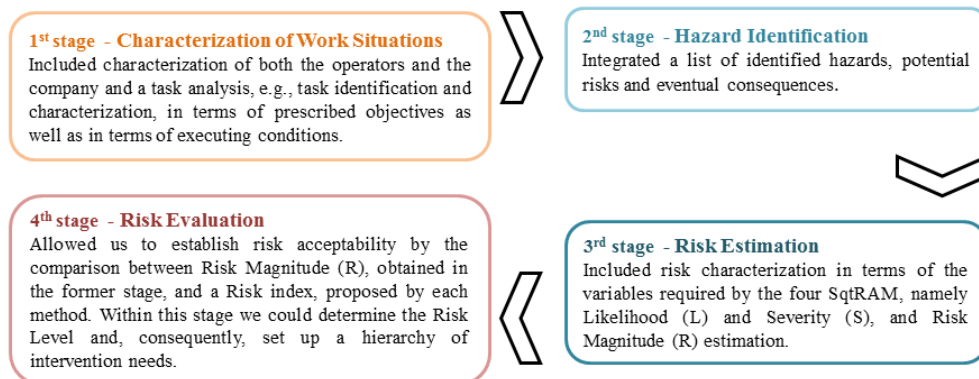 1st stage - Characterization of Work Situations
Included characterization of both the operators and the
company and a task analysis, e.g., task identification and
characterization, in terms of prescribed objectives as
well as in terms of executing conditions.
2nd stage - Hazard Identification
Integrated a list of identified hazards, potential
risks and eventual consequences.
3rd stage - Risk Estimation
Included risk characterization in terms of the
variables required by the four SqtRAM, namely
Likelihood (L) and Severity (S), and Risk
Magnitude (R) estimation.
4th stage - Risk Evaluation
Allowed us to establish risk acceptability by the
comparison between Risk Magnitude (R), obtained in
the former stage, and a Risk index, proposed by each
method. Within this stage we could determine the Risk
Level and, consequently, set up a hierarchy of
intervention needs.